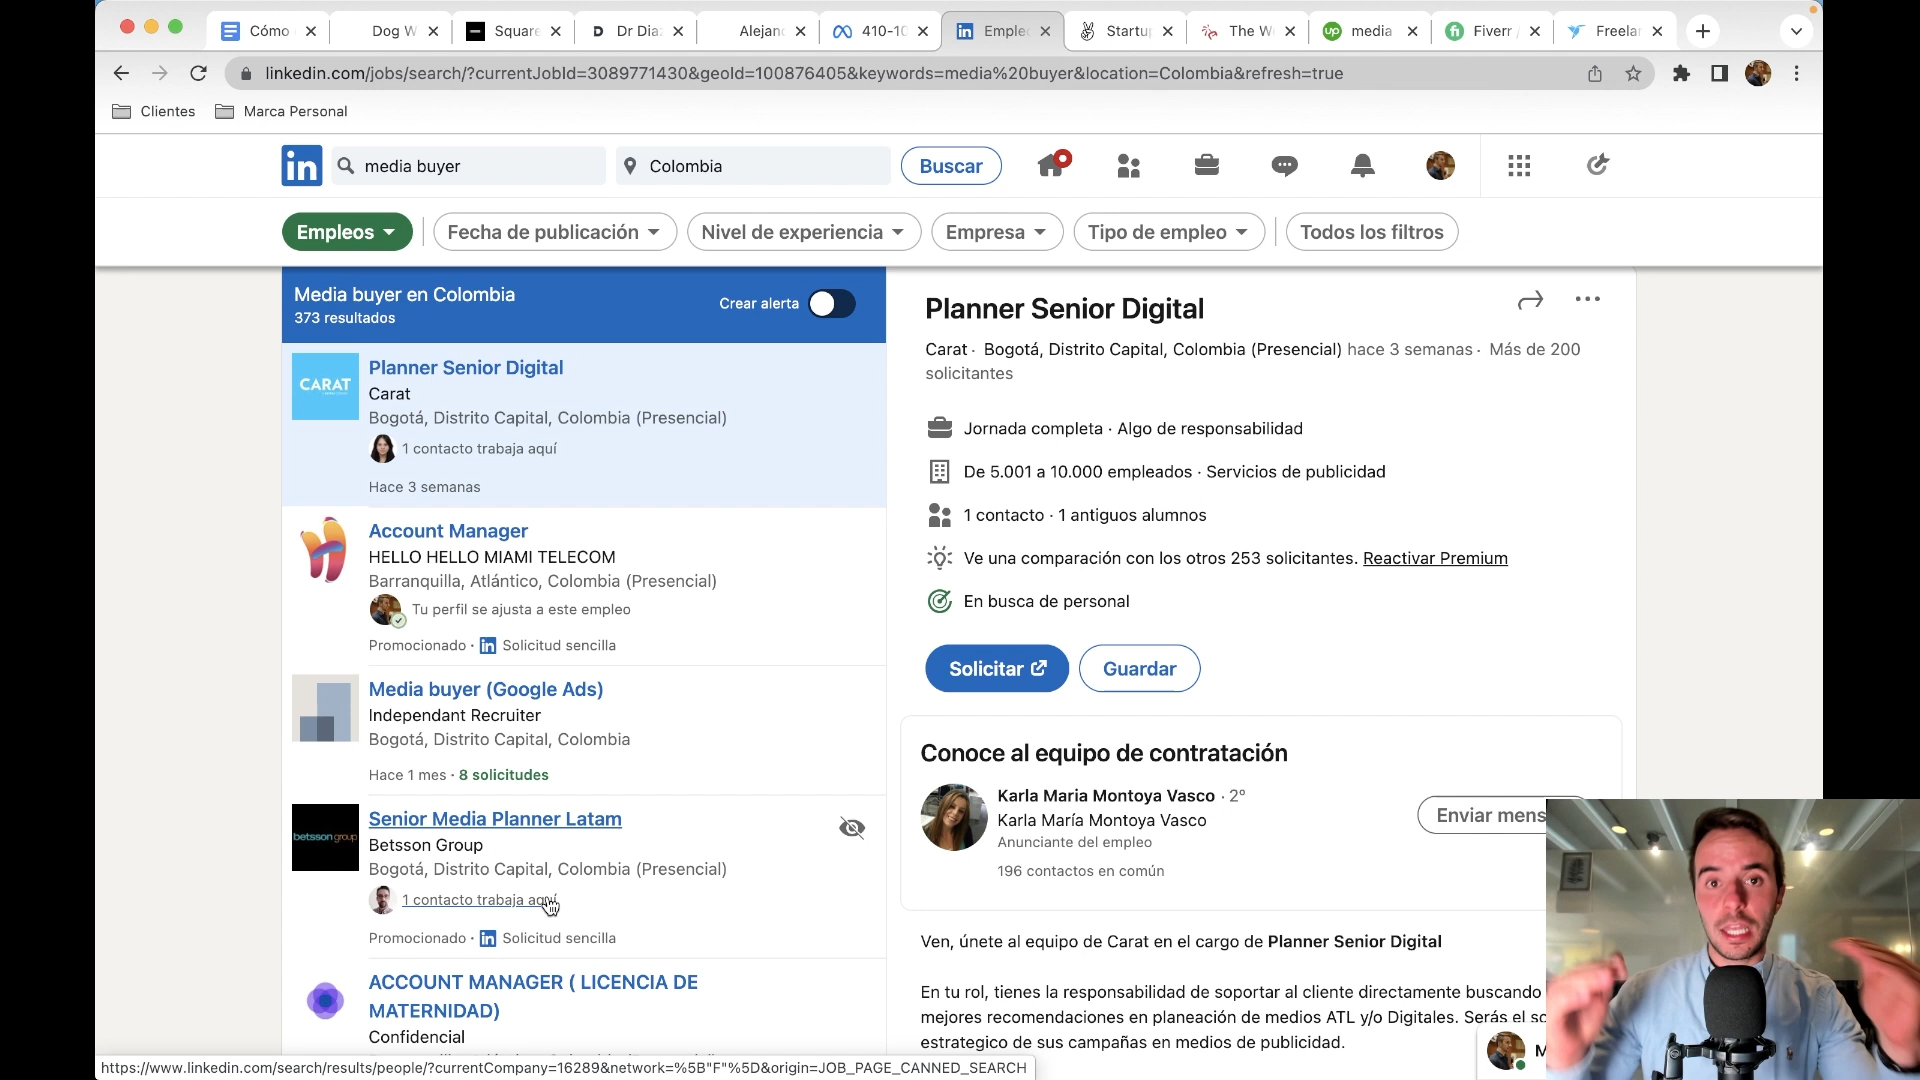 Cómo
Dog W
Square
Dr Dia
Alejan
410-10
Emple
Startu
The W
media
Fiverr
Freela
linkedin.com/jobs/search/?currentJobId=3089771430&geoId=100876405&keywords=media%20buyer&location=Colombia&refresh=true
Clientes
Marca Personal
in
media buyer
Colombia
Buscar
Empleos
Fecha de publicación
Nivel de experiencia
Empresa
Tipo de empleo
Todos los filtros
Media buyer en Colombia
373 resultados
Crear alerta
CARAT
Planner Senior Digital
Carat
Bogotá, Distrito Capital, Colombia (Presencial)
1 contacto trabaja aquí
Hace 3 semanas
Account Manager
HELLO HELLO MIAMI TELECOM
Barranquilla, Atlántico, Colombia (Presencial)
Tu perfil se ajusta a este empleo
Promocionado · in Solicitud sencilla
Media buyer (Google Ads)
Independant Recruiter
Bogotá, Distrito Capital, Colombia
Hace 1 mes · 8 solicitudes
betsson group
Senior Media Planner Latam
Betsson Group
Bogotá, Distrito Capital, Colombia (Presencial)
1 contacto trabaja aquí
Promocionado · in Solicitud sencilla
ACCOUNT MANAGER ( LICENCIA DE
MATERNIDAD)
Confidencial
https://www.linkedin.com/search/results/people/?currentCompany=16289&network=%5B"F"%5D&origin=JOB_PAGE_CANNED_SEARCH
Planner Senior Digital
Carat · Bogotá, Distrito Capital, Colombia (Presencial) hace 3 semanas · Más de 200
solicitantes
Jornada completa · Algo de responsabilidad
De 5.001 a 10.000 empleados · Servicios de publicidad
1 contacto · 1 antiguos alumnos
Ve una comparación con los otros 253 solicitantes. Reactivar Premium
En busca de personal
Solicitar
Guardar
Conoce al equipo de contratación
Karla Maria Montoya Vasco · 2º
Karla María Montoya Vasco
Anunciante del empleo
196 contactos en común
Enviar mens
Ven, únete al equipo de Carat en el cargo de Planner Senior Digital
En tu rol, tienes la responsabilidad de soportar al cliente directamente buscando
mejores recomendaciones en planeación de medios ATL y/o Digitales. Serás el so
estrategico de sus campañas en medios de publicidad.
M